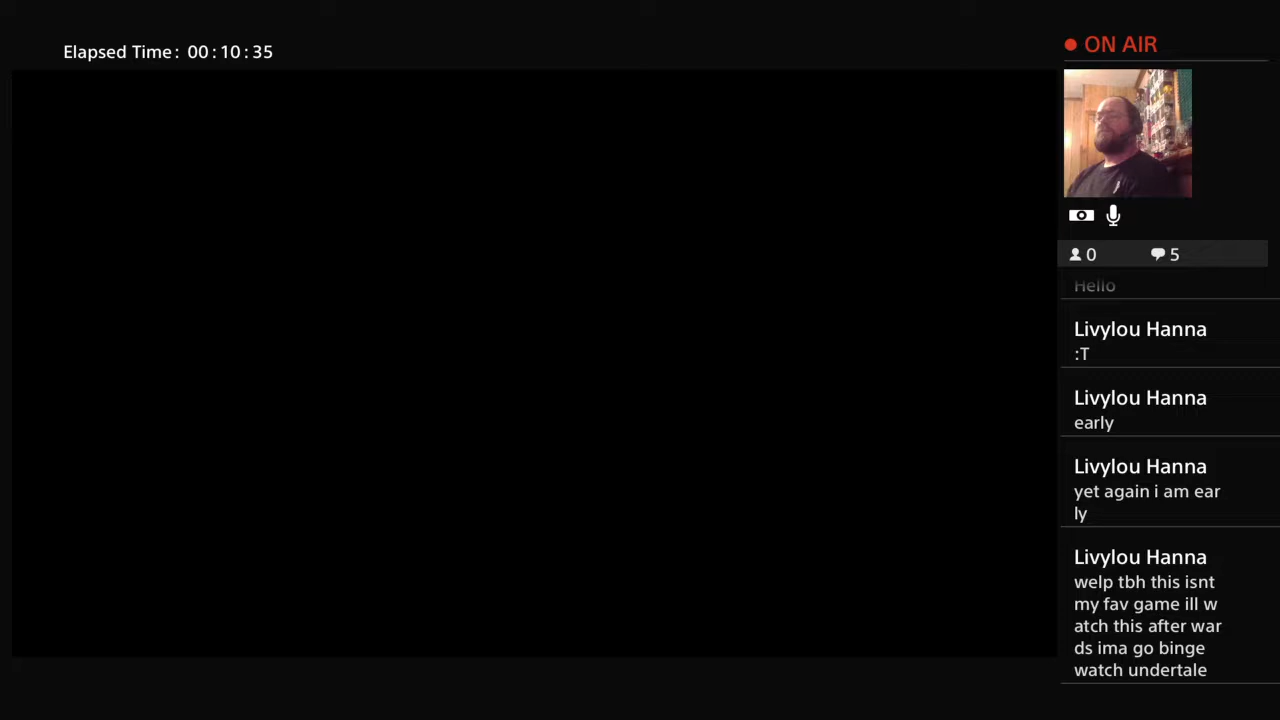 Elapsed Time: 00:10:35
ON AIR
0 5
Hello
Livylou Hanna
:T
Livylou Hanna
early
Livylou Hanna
yet again i am ear
ly
Livylou Hanna
welp tbh this isnt
my fav game ill w
atch this after war
ds ima go binge
watch undertale